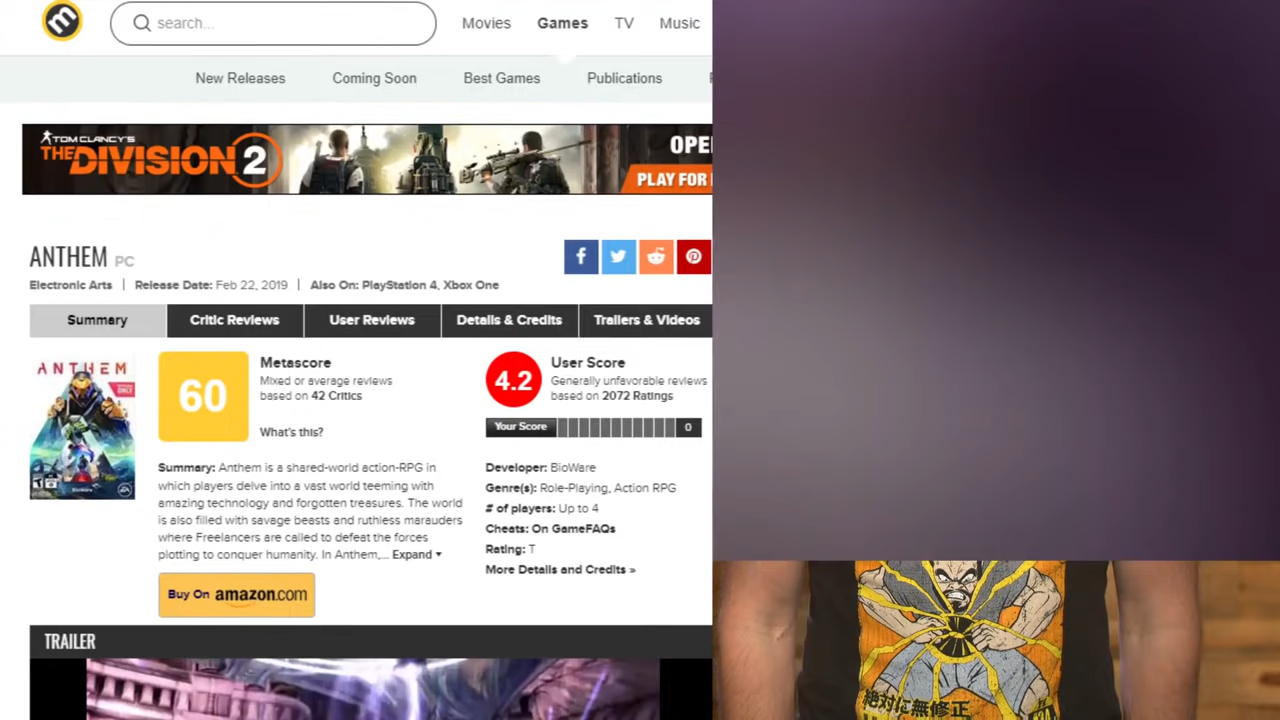 search...
Movies Games TV Music
New Releases Coming Soon Best Games Publications
TOM CLANCY'S
THE DIVISION 2
PLAY FOR
ANTHEM PC
Electronic Arts | Release Date: Feb 22, 2019 | Also On: PlayStation 4, Xbox One
Summary Critic Reviews User Reviews Details & Credits Trailers & Videos
ANTHEM
60
Metascore
Mixed or average reviews
based on 42 Critics
What's this?
4.2
User Score
Generally unfavorable reviews
based on 2072 Ratings
Your Score 0
Summary: Anthem is a shared-world action-RPG in
which players delve into a vast world teeming with
amazing technology and forgotten treasures. The world
is also filled with savage beasts and ruthless marauders
where Freelancers are called to defeat the forces
plotting to conquer humanity. In Anthem,... Expand
Developer: BioWare
Genre(s): Role-Playing, Action RPG
# of players: Up to 4
Cheats: On GameFAQs
Rating: T
More Details and Credits »
Buy On amazon.com
TRAILER
絶対に無修正